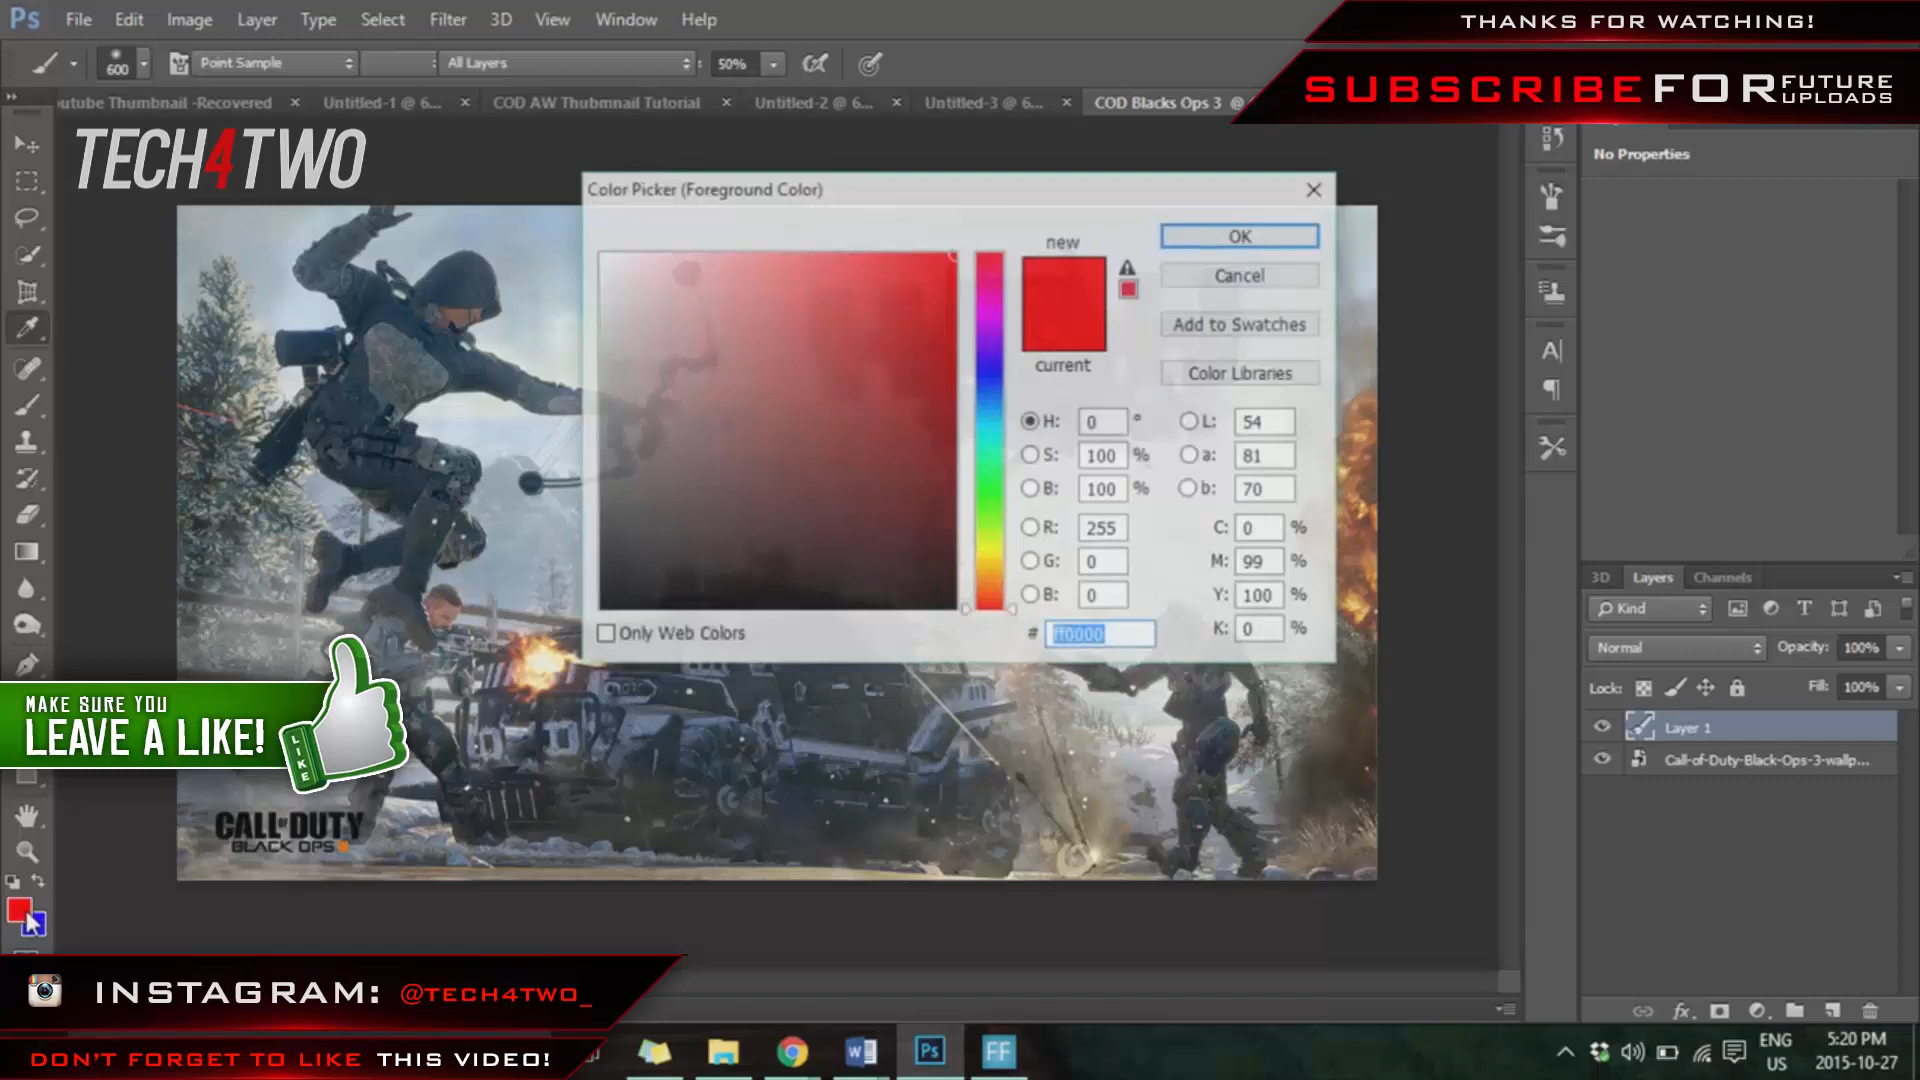 Ps File Edit Image Layer Type Select Filter 3D View Window Help
THANKS FOR WATCHING!
600 Point Sample All Layers 50%
SUBSCRIBE FOR FUTURE UPLOADS
outube Thumbnail -Recovered × Untitled-1 @ 6... × COD AW Thubmnail Tutorial × Untitled-2 @ 6... × Untitled-3 @ 6... × COD Blacks Ops 3 @
TECH4TWO
No Properties
Color Picker (Foreground Color)
new
OK
Cancel
Add to Swatches
current
Color Libraries
H: 0 ° L: 54
S: 100 % a: 81
B: 100 % b: 70
R: 255 C: 0 %
G: 0 M: 99 %
B: 0 Y: 100 %
# ff0000 K: 0 %
Only Web Colors
3D Layers Channels
Kind
Normal Opacity: 100%
Lock: Fill: 100%
Layer 1
Call-of-Duty-Black-Ops-3-wallp...
MAKE SURE YOU
LEAVE A LIKE!
LIKE
CALL OF DUTY
BLACK OPS
INSTAGRAM: @TECH4TWO_
DON'T FORGET TO LIKE THIS VIDEO!
W Ps FF
ENG
US
5:20 PM
2015-10-27